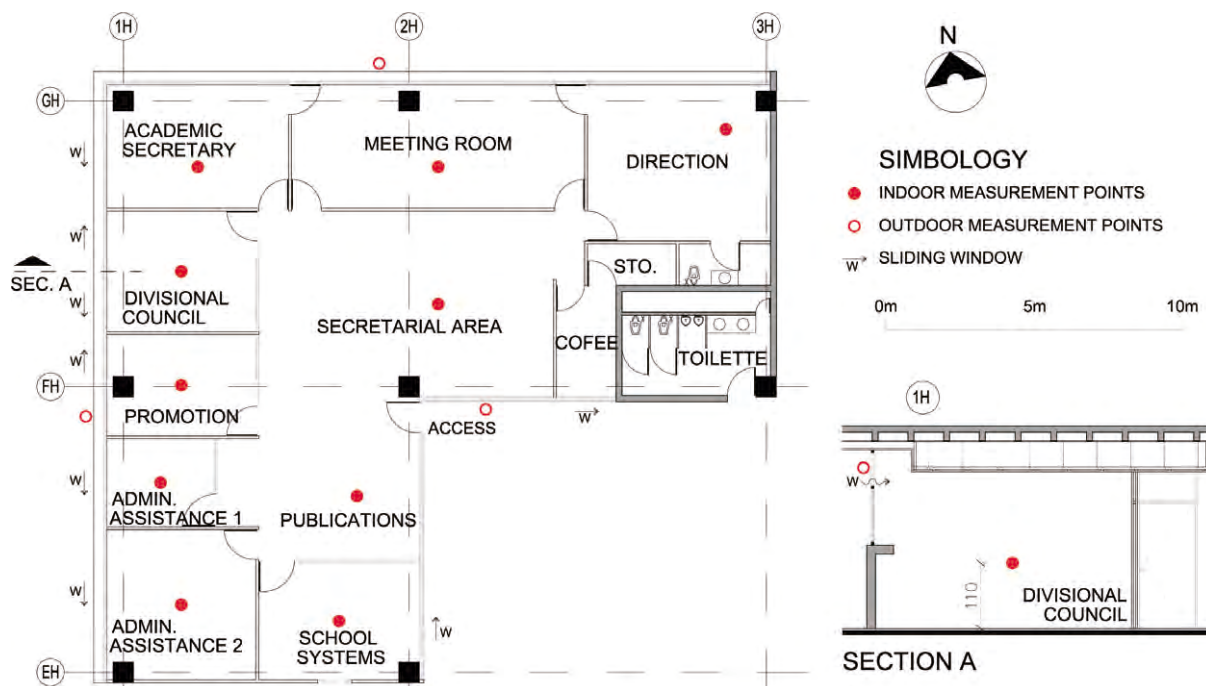 1H
2H
3H
N
GH
ACADEMIC
SECRETARY
MEETING ROOM
DIRECTION
W
SIMBOLOGY
INDOOR MEASUREMENT POINTS
OUTDOOR MEASUREMENT POINTS
W SLIDING WINDOW
W
SEC. A
STO.
DIVISIONAL
COUNCIL
W
SECRETARIAL AREA
0m 5m 10m
COFEE
TOILETTE
W
FH
PROMOTION
ACCESS
W
1H
W
ADMIN.
ASSISTANCE 1
PUBLICATIONS
W
W
ADMIN.
ASSISTANCE 2
SCHOOL
SYSTEMS
W
110
DIVISIONAL
COUNCIL
EH
SECTION A